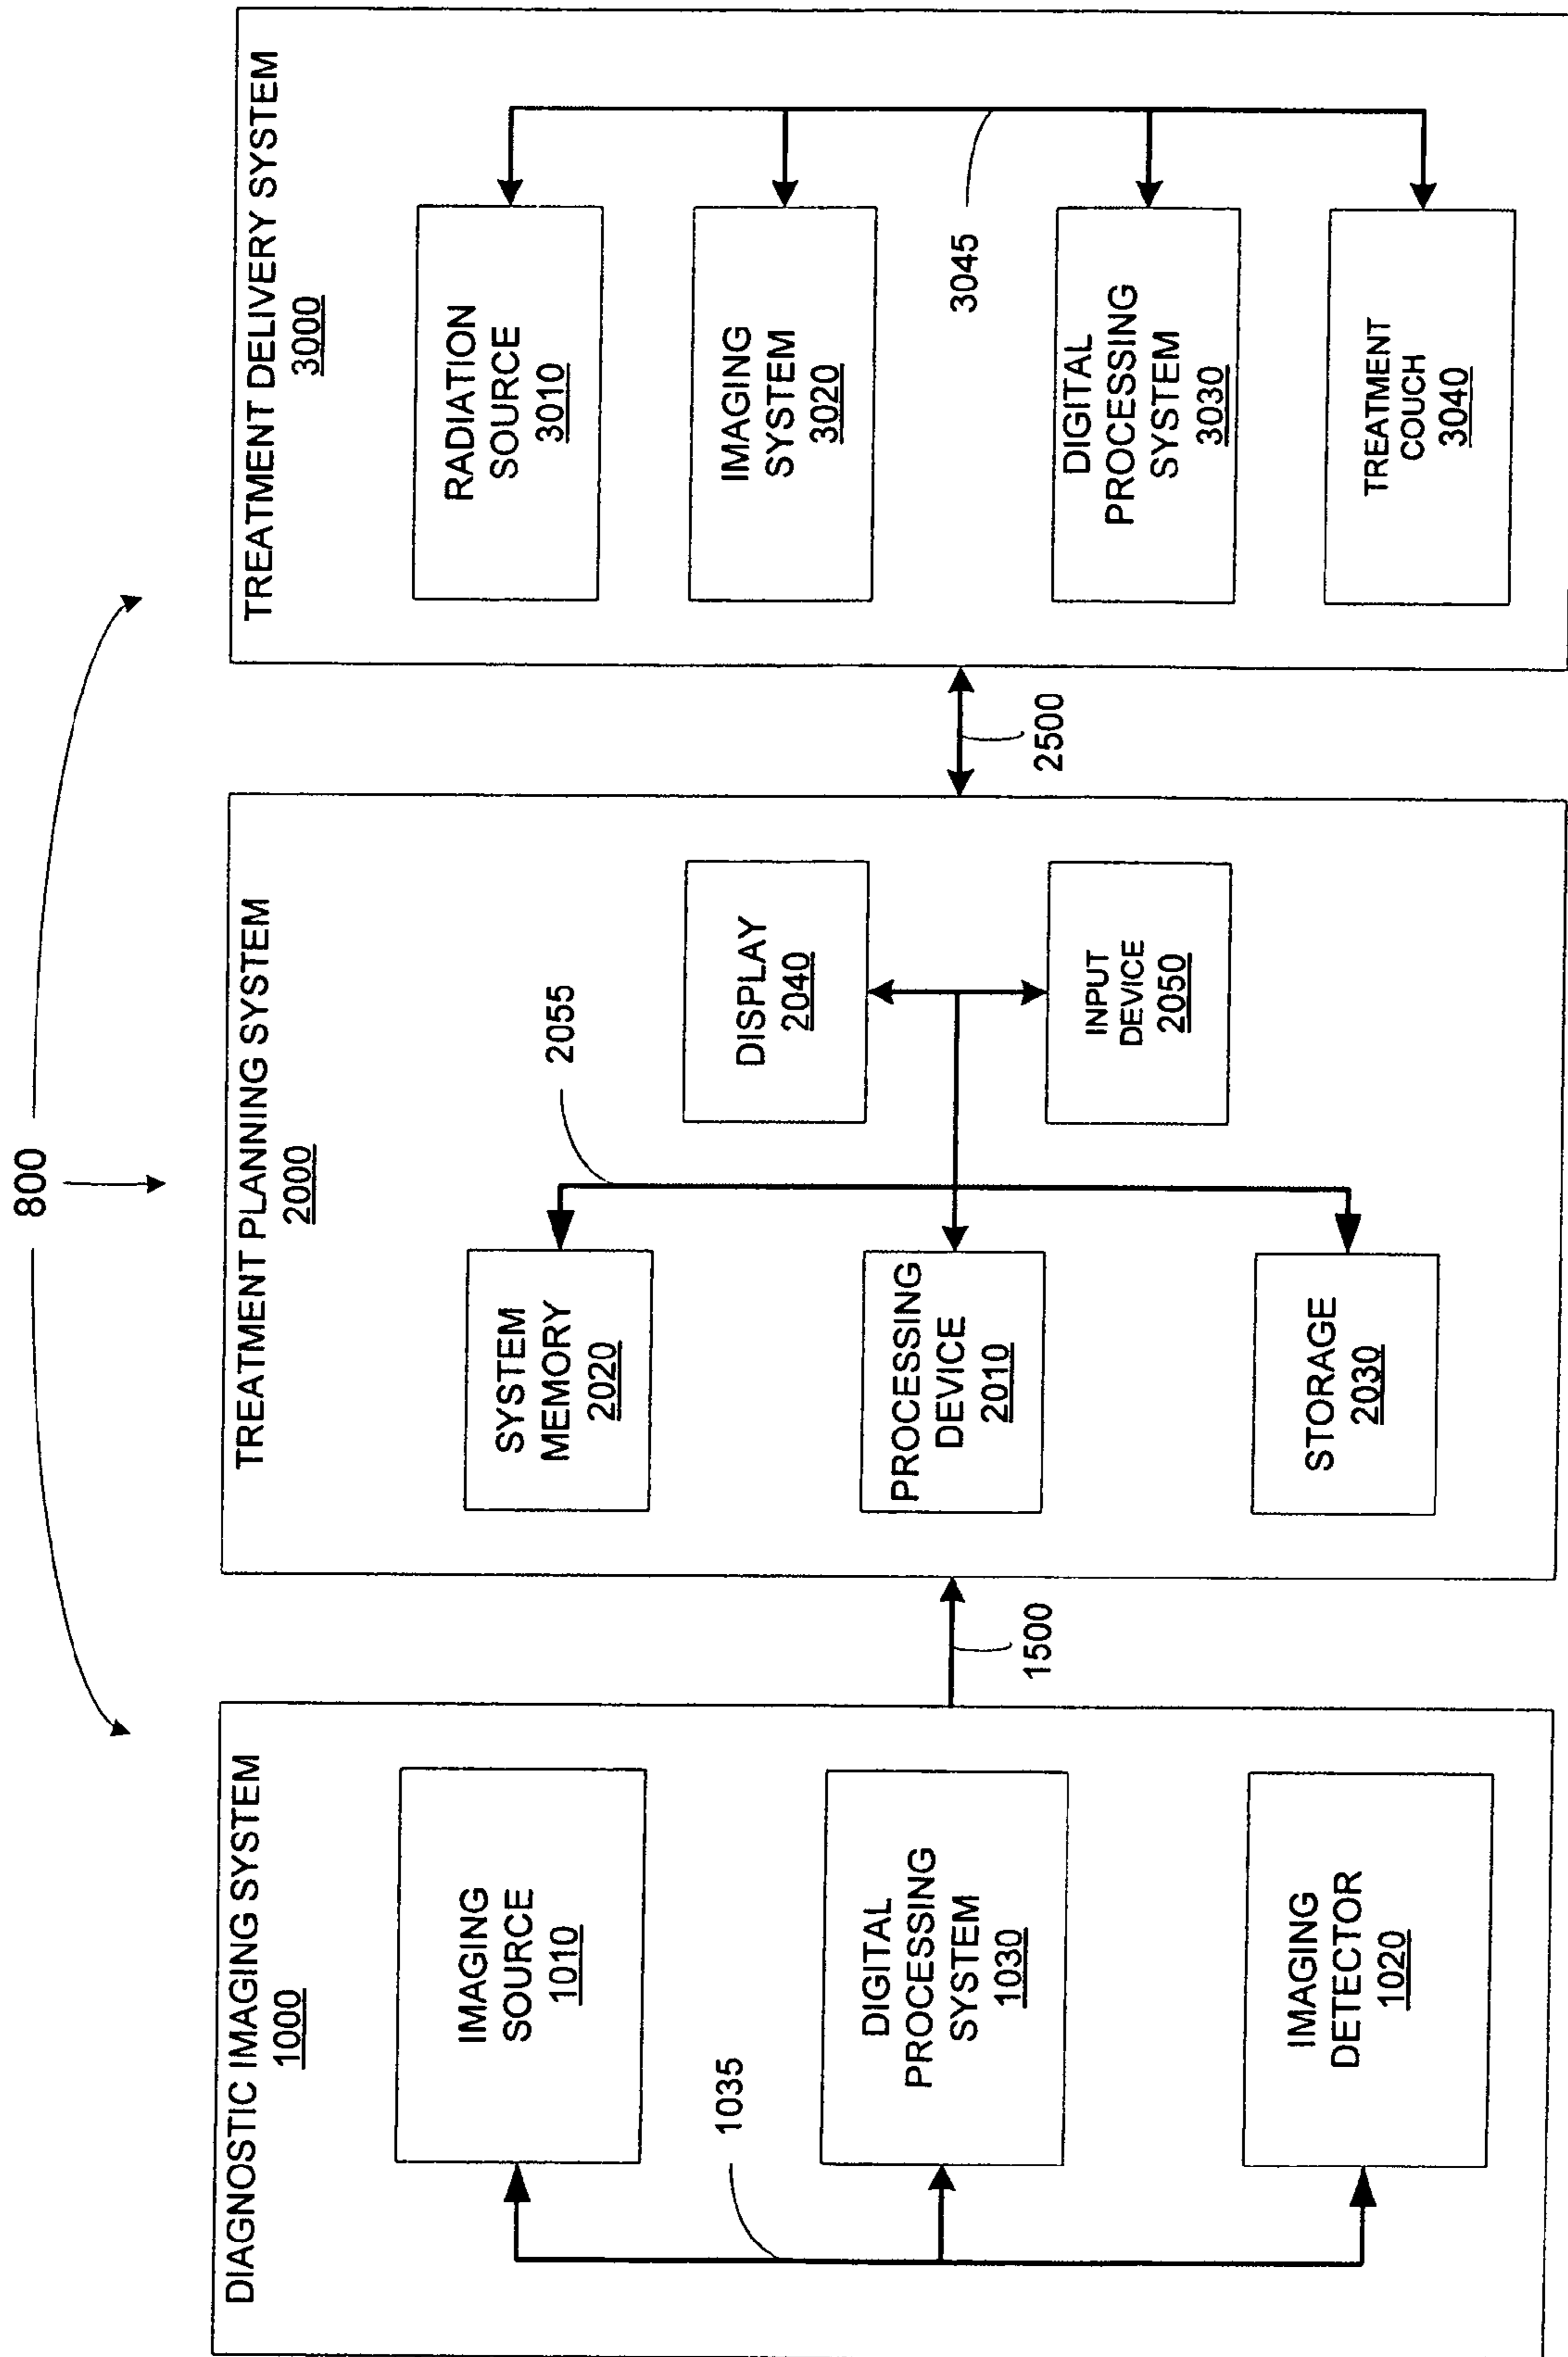 800
DIAGNOSTIC IMAGING SYSTEM
1000
IMAGING
SOURCE
1010
1035
DIGITAL
PROCESSING
SYSTEM
1030
IMAGING
DETECTOR
1020
1500
TREATMENT PLANNING SYSTEM
2000
2055
SYSTEM
MEMORY
2020
PROCESSING
DEVICE
2010
STORAGE
2030
DISPLAY
2040
INPUT
DEVICE
2050
2500
TREATMENT DELIVERY SYSTEM
3000
RADIATION
SOURCE
3010
IMAGING
SYSTEM
3020
3045
DIGITAL
PROCESSING
SYSTEM
3030
TREATMENT
COUCH
3040